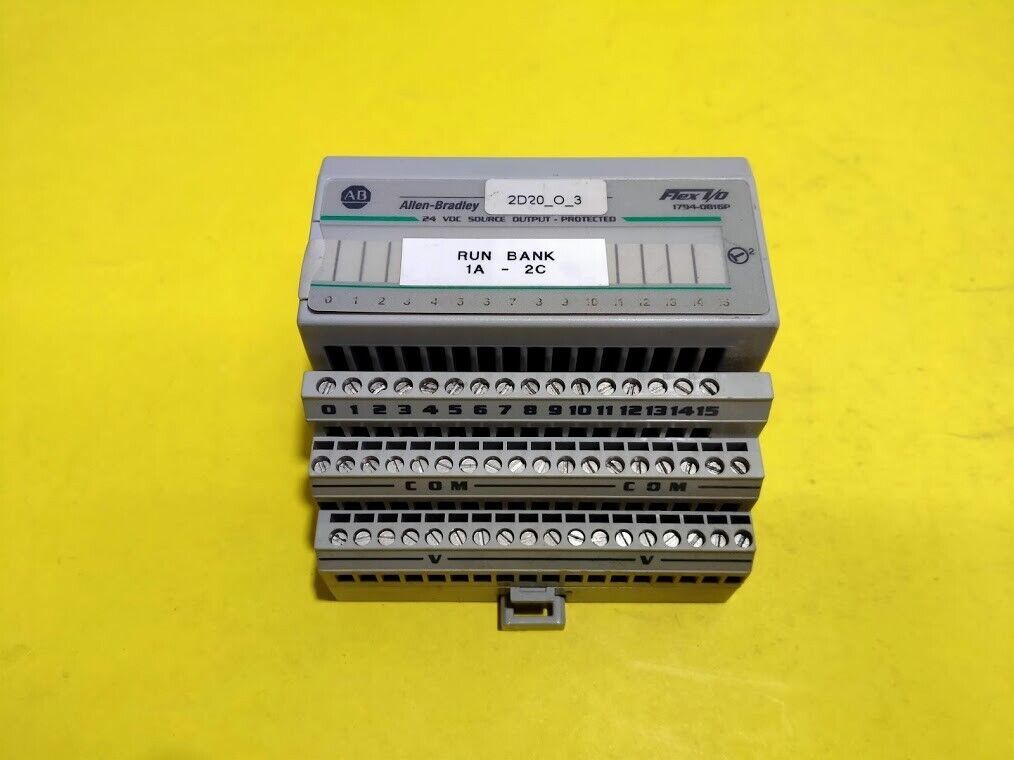 AB
Allen-Bradley
2D20_O_3
Flex I/O
1794-OB16P
24 VDC SOURCE OUTPUT - PROTECTED
RUN BANK
1A - 2C
2
0 1 2 3 4 5 6 7 8 9 10 11 12 13 14 15
0 1 2 3 4 5 6 7 8 9 10 11 12 13 14 15
COM COM
V V